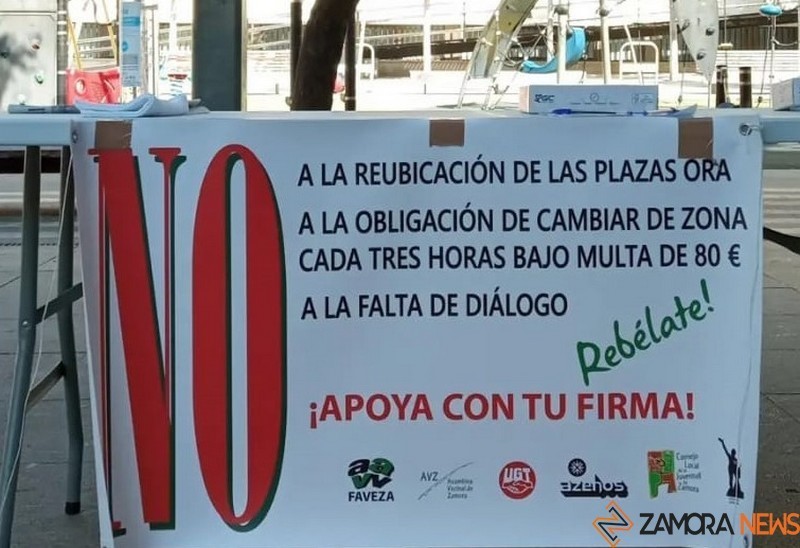 NO
A LA REUBICACIÓN DE LAS PLAZAS ORA
A LA OBLIGACIÓN DE CAMBIAR DE ZONA
CADA TRES HORAS BAJO MULTA DE 80 €
A LA FALTA DE DIÁLOGO
Rebélate!
¡APOYA CON TU FIRMA!
FAVEZA
AVZ Asamblea
Vecinal de
Zamora
UGT
azehos
Consejo
Local de la
Juventud
de Zamora
ZAMORA NEWS